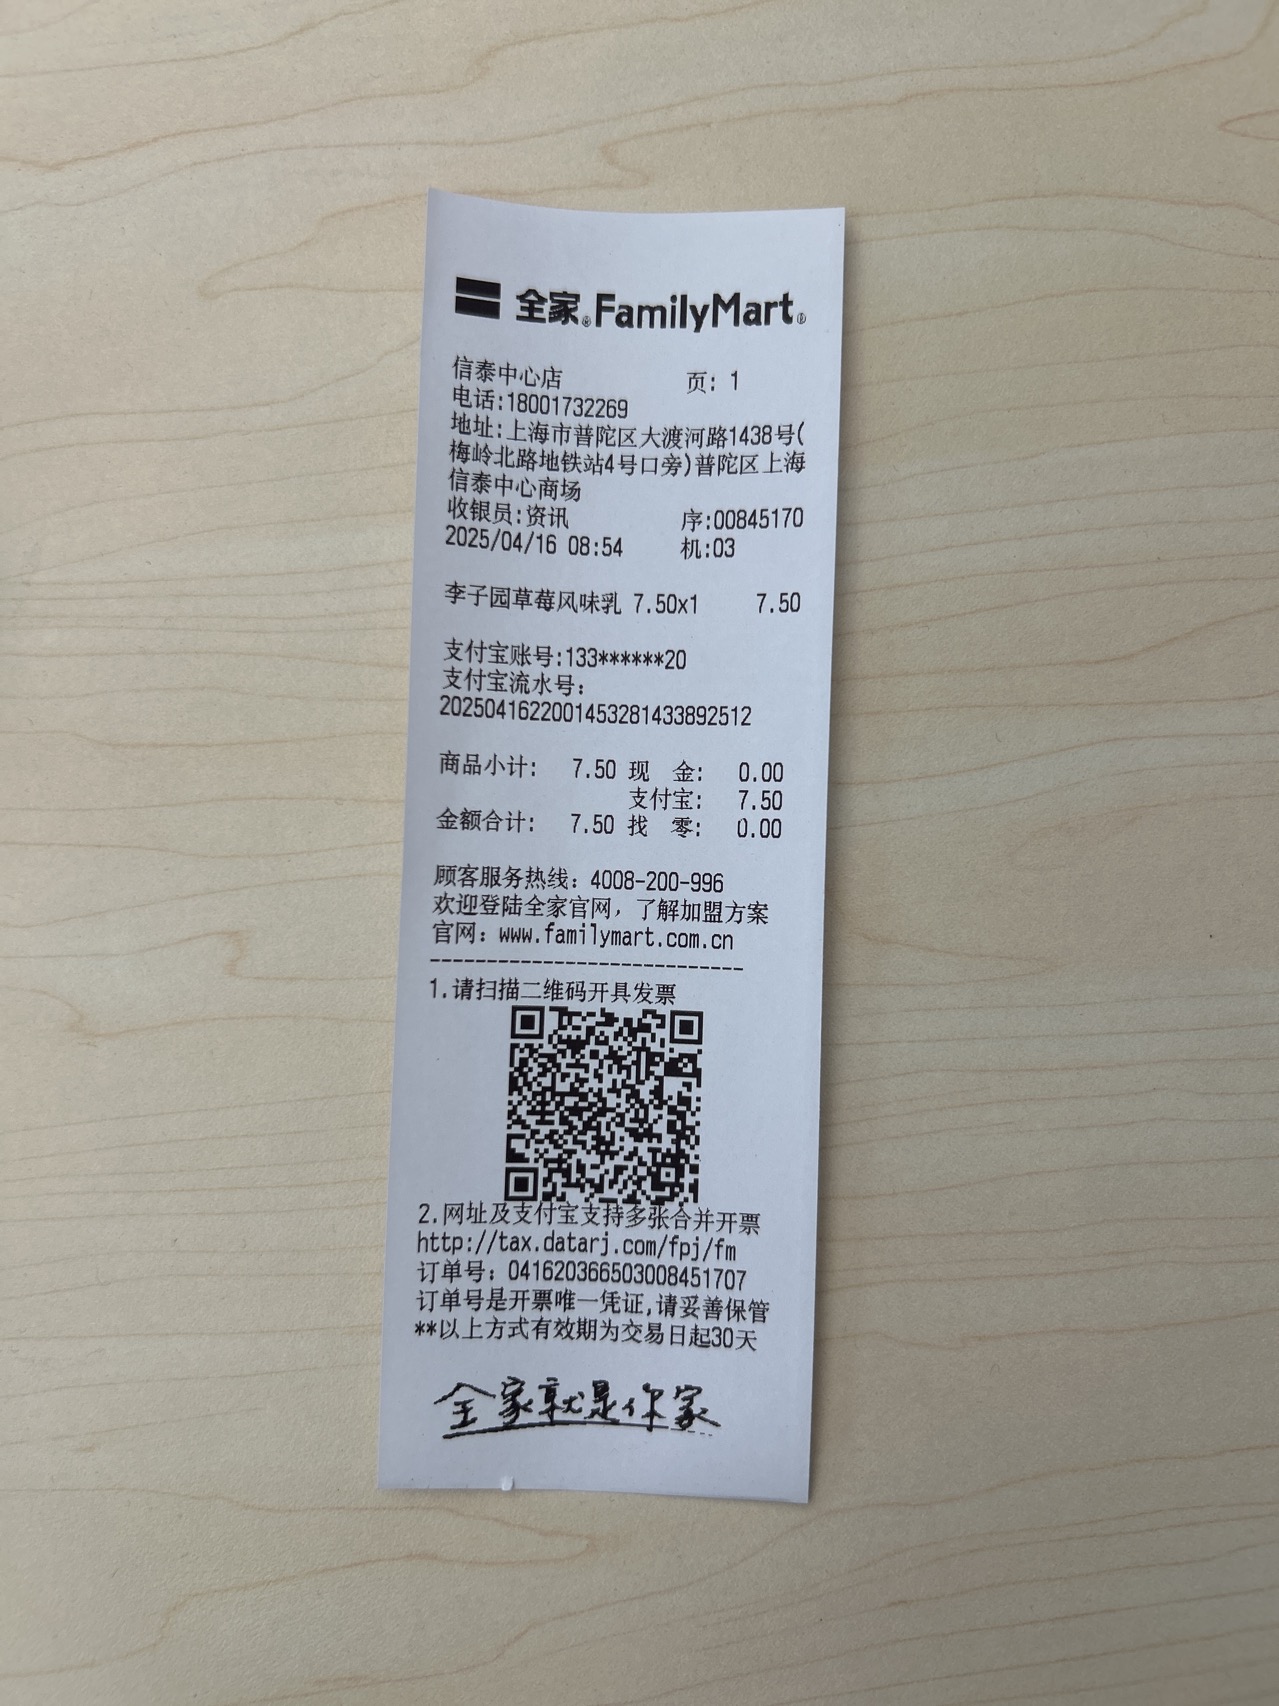 全家®FamilyMart®
信泰中心店 页: 1
电话:18001732269
地址:上海市普陀区大渡河路1438号(
梅岭北路地铁站4号口旁)普陀区上海
信泰中心商场
收银员:资讯 序:00845170
2025/04/16 08:54 机:03
李子园草莓风味乳 7.50x1 7.50
支付宝账号:133******20
支付宝流水号:
2025041622001453281433892512
商品小计: 7.50 现 金: 0.00
支付宝: 7.50
金额合计: 7.50 找 零: 0.00
顾客服务热线: 4008-200-996
欢迎登陆全家官网, 了解加盟方案
官网: www.familymart.com.cn
---------------------------
1.请扫描二维码开具发票
2.网址及支付宝支持多张合并开票
http://tax.datarj.com/fpj/fm
订单号: 041620366503008451707
订单号是开票唯一凭证,请妥善保管
**以上方式有效期为交易日起30天
全家就是你家